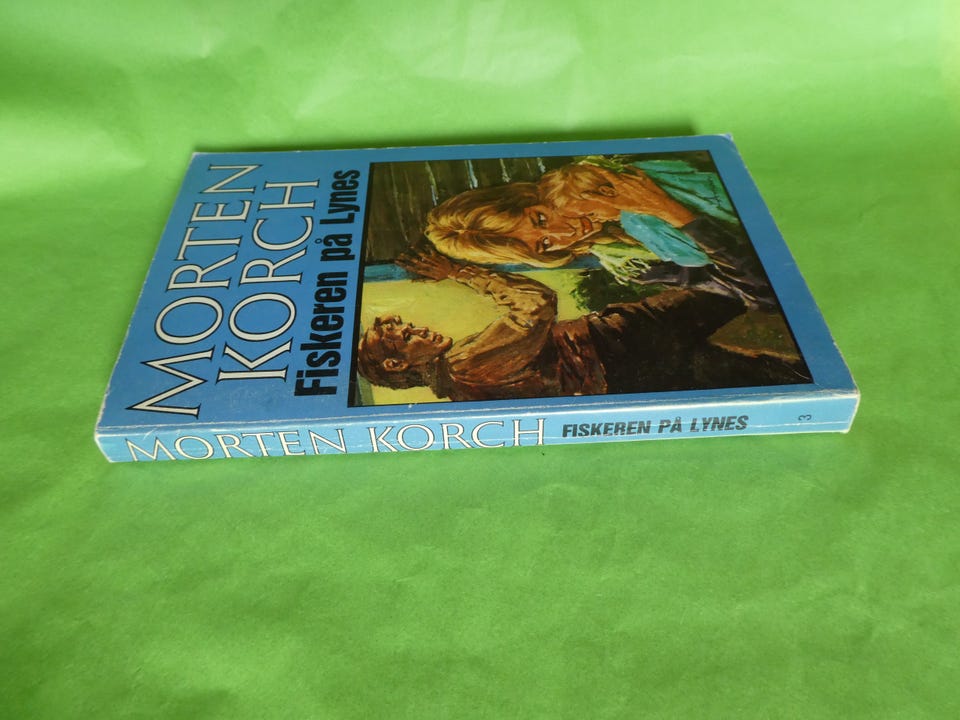 MORTEN
KORCH
Fiskeren på Lynes
MORTEN KORCH FISKEREN PÅ LYNES 3